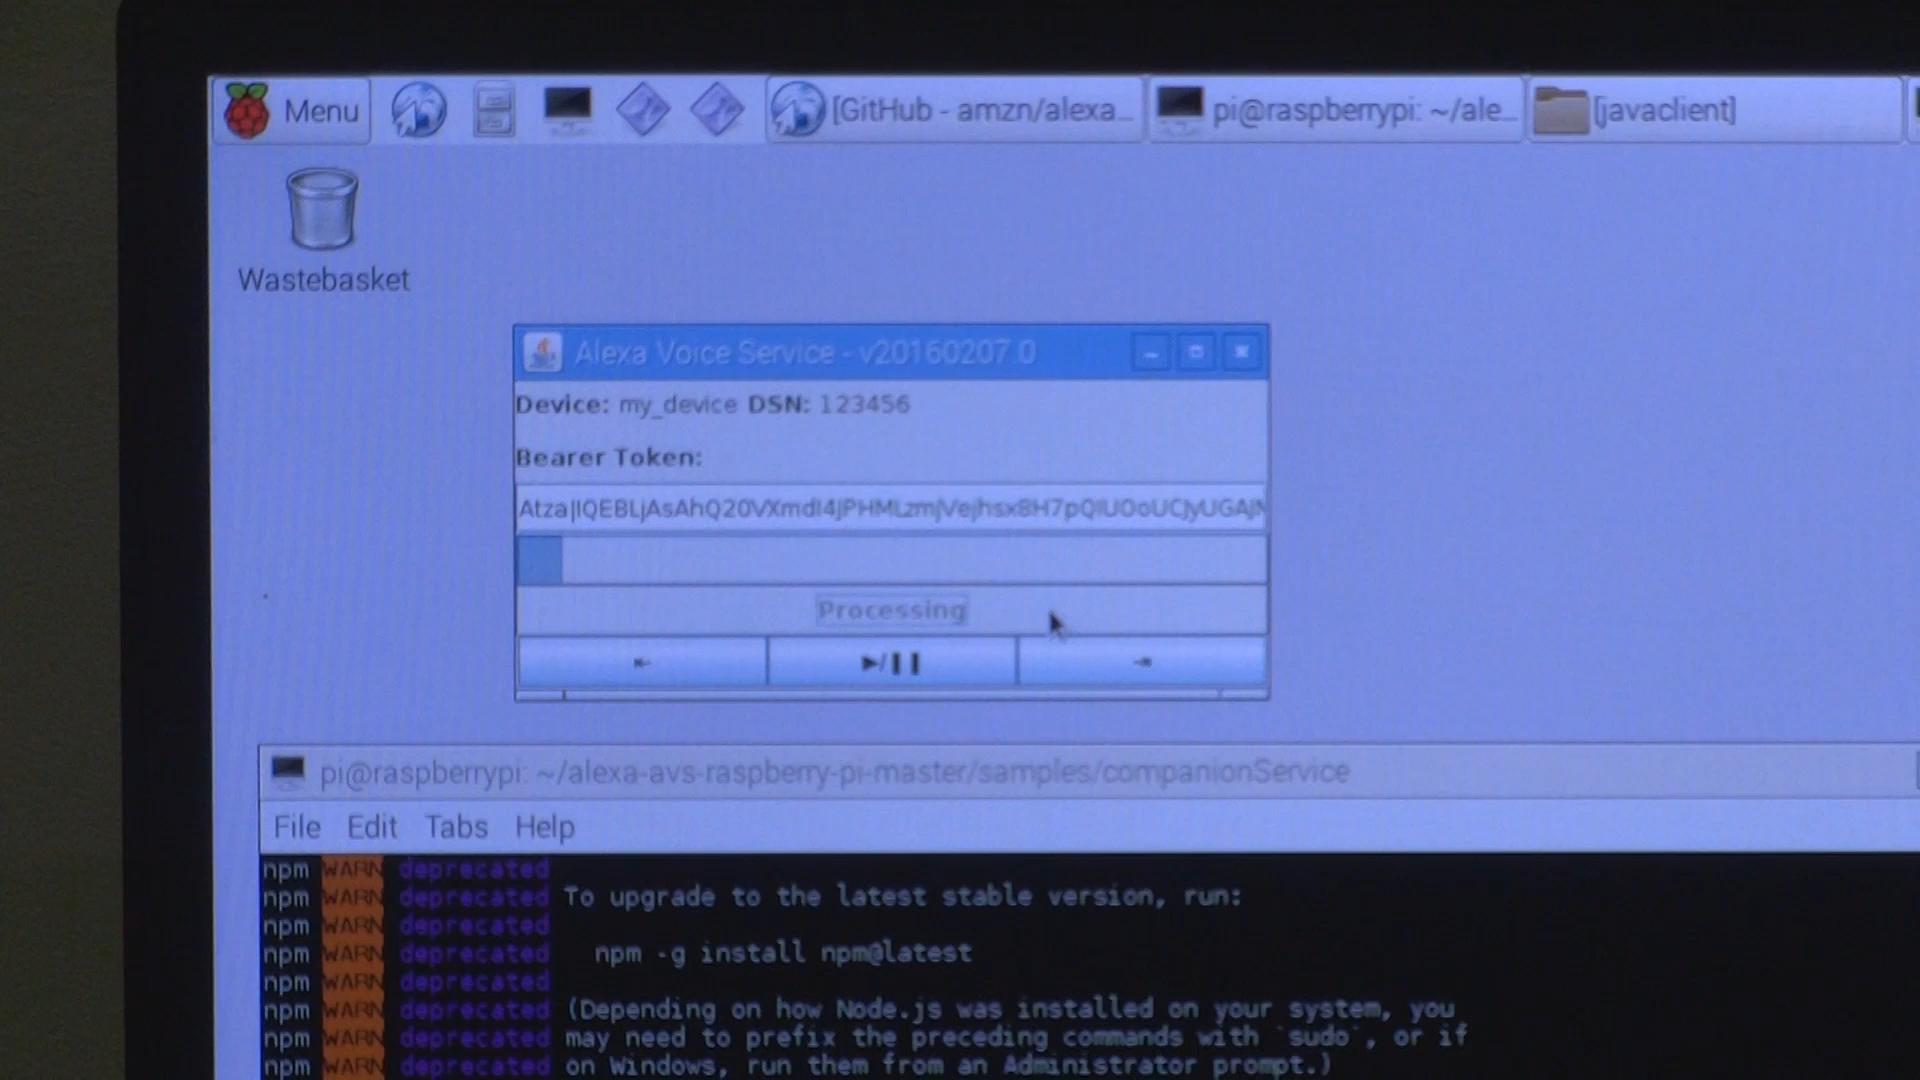 Menu
[GitHub - amzn/alexa...
pi@raspberrypi: ~/ale...
[javaclient]
Wastebasket
Alexa Voice Service - v20160207.0
Device: my_device DSN: 123456
Bearer Token:
Processing
pi@raspberrypi: ~/alexa-avs-raspberry-pi-master/samples/companionService
File Edit Tabs Help
npm WARN deprecated
npm WARN deprecated To upgrade to the latest stable version, run:
npm WARN deprecated
npm WARN deprecated   npm -g install npm@latest
npm WARN deprecated
npm WARN deprecated (Depending on how Node.js was installed on your system, you
npm WARN deprecated may need to prefix the preceding commands with `sudo`, or if
npm WARN deprecated on Windows, run them from an Administrator prompt.)